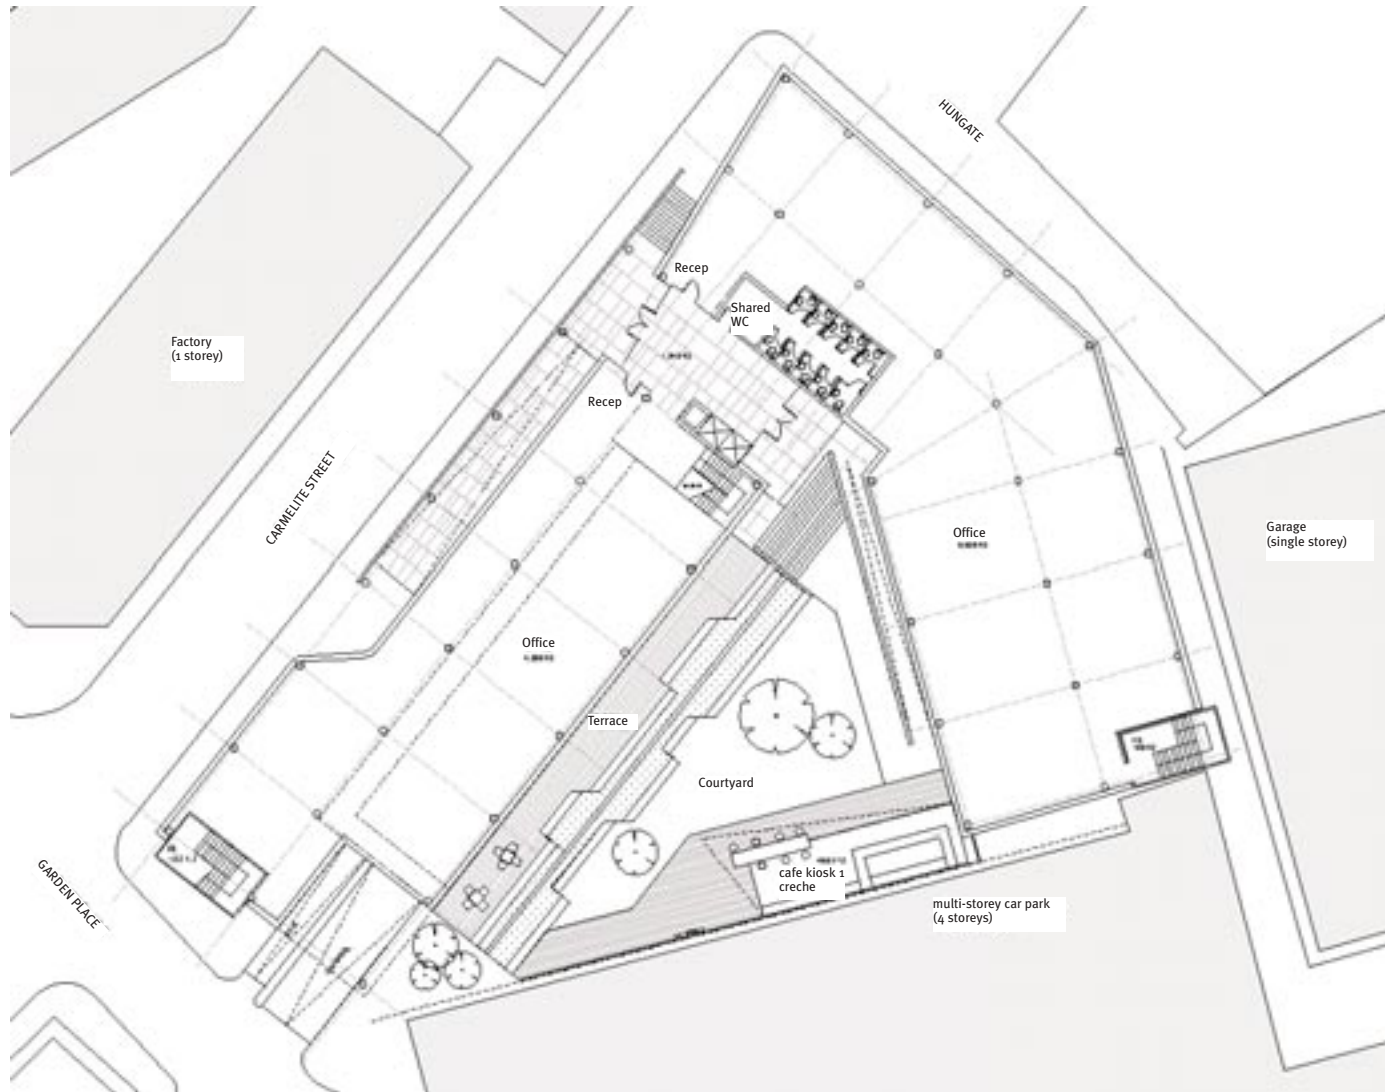 HUNGATE
Recep
Shared
WC
Factory
(1 storey)
Recep
CARMELITE STREET
Office
Garage
(single storey)
Office
Terrace
Courtyard
cafe kiosk 1
creche
GARDEN PLACE
multi-storey car park
(4 storeys)